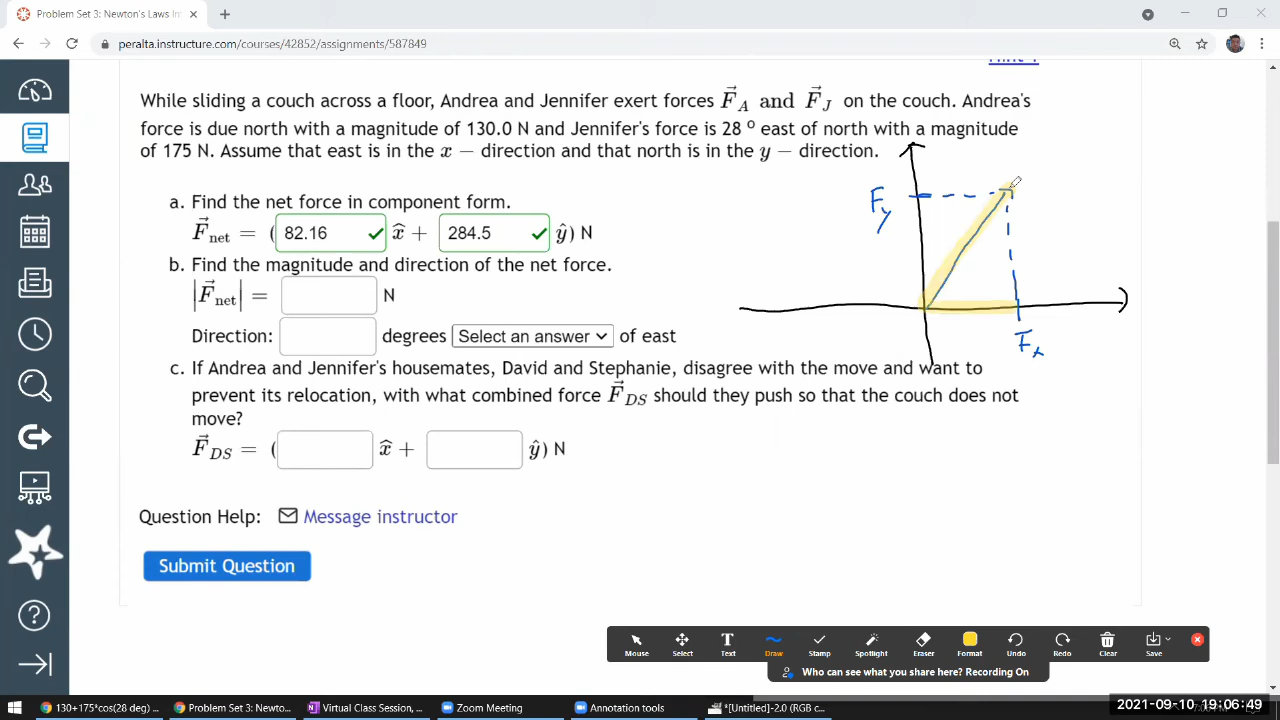 Problem Set 3: Newton's Laws In
peralta.instructure.com/courses/42852/assignments/587849
While sliding a couch across a floor, Andrea and Jennifer exert forces F⃗_A and F⃗_J on the couch. Andrea's
force is due north with a magnitude of 130.0 N and Jennifer's force is 28 ° east of north with a magnitude
of 175 N. Assume that east is in the x − direction and that north is in the y − direction.
a. Find the net force in component form.
F⃗_net = ( 82.16 x̂ + 284.5 ŷ) N
b. Find the magnitude and direction of the net force.
|F⃗_net| = N
Direction: degrees Select an answer of east
c. If Andrea and Jennifer's housemates, David and Stephanie, disagree with the move and want to
prevent its relocation, with what combined force F⃗_DS should they push so that the couch does not
move?
F⃗_DS = ( x̂ + ŷ) N
F_y
F_x
Question Help: Message instructor
Submit Question
Mouse Select Text Draw Stamp Spotlight Eraser Format Undo Redo Clear Save
Who can see what you share here? Recording On
130+175*cos(28 deg) ... Problem Set 3: Newto... Virtual Class Session, ... Zoom Meeting Annotation tools *[Untitled]-2.0 (RGB c...
2021-09-10 19:06:49